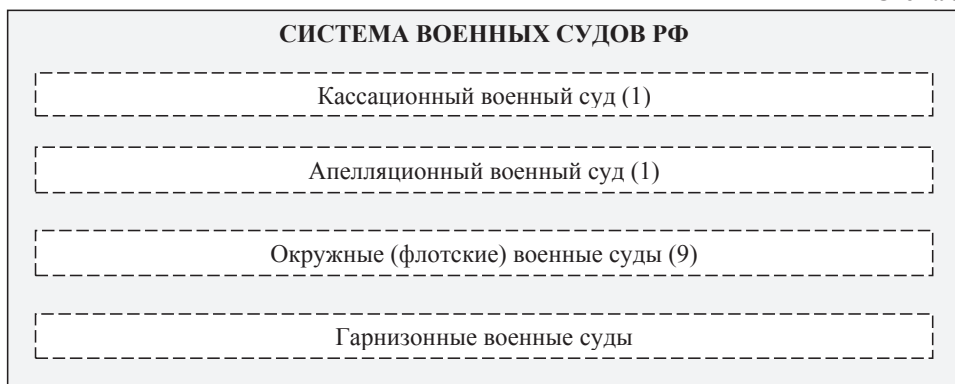 СИСТЕМА ВОЕННЫХ СУДОВ РФ
Кассационный военный суд (1)
Апелляционный военный суд (1)
Окружные (флотские) военные суды (9)
Гарнизонные военные суды